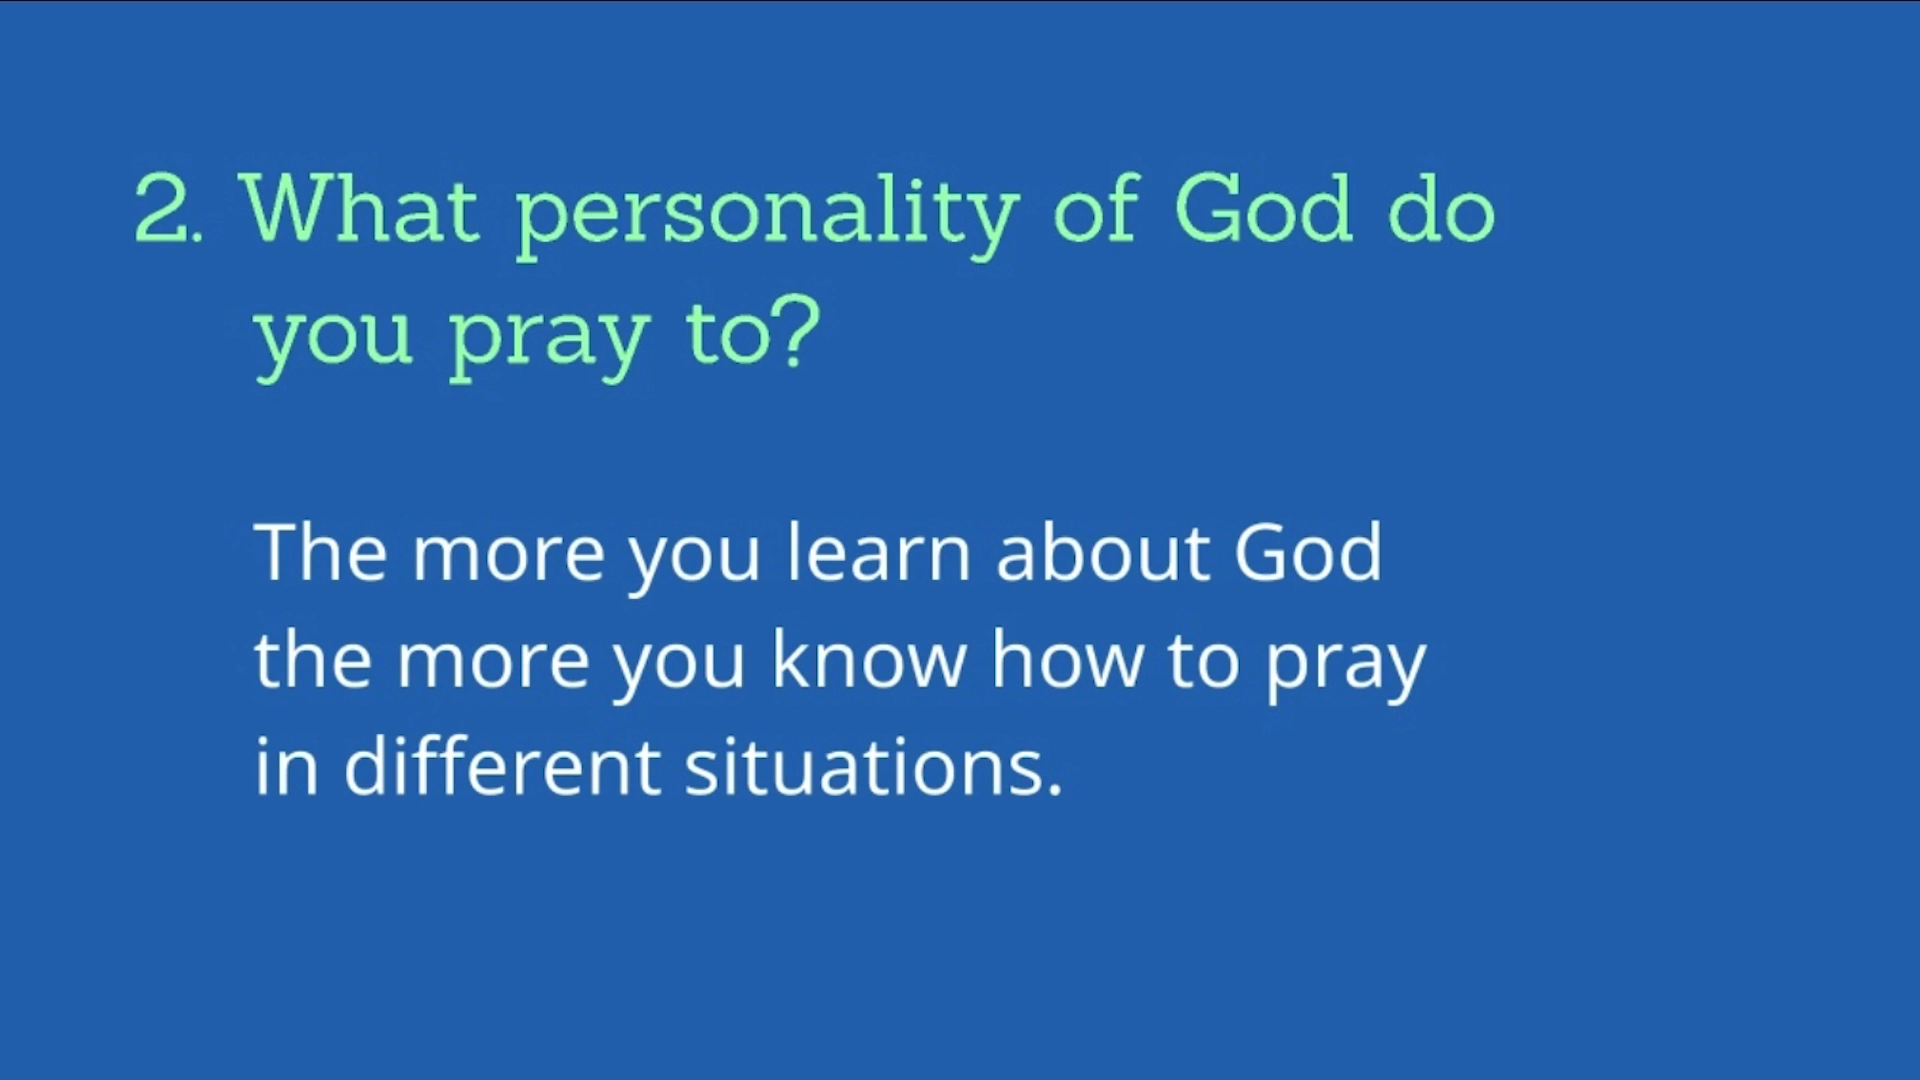 2. What personality of God do
you pray to?
The more you learn about God
the more you know how to pray
in different situations.